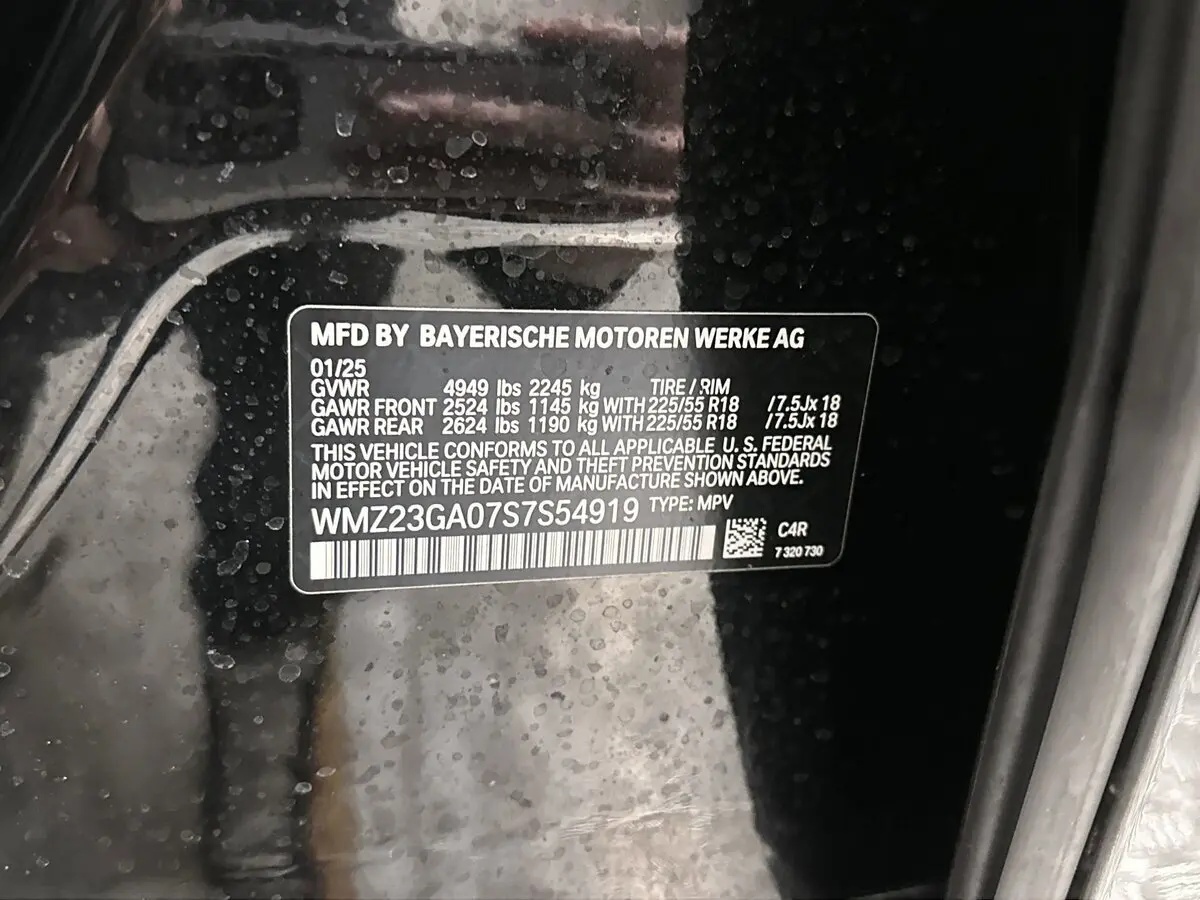 MFD BY BAYERISCHE MOTOREN WERKE AG
01/25
GVWR 4949 lbs 2245 kg TIRE / RIM
GAWR FRONT 2524 lbs 1145 kg WITH 225/55 R18 /7.5Jx 18
GAWR REAR 2624 lbs 1190 kg WITH 225/55 R18 /7.5Jx 18
THIS VEHICLE CONFORMS TO ALL APPLICABLE U. S. FEDERAL
MOTOR VEHICLE SAFETY AND THEFT PREVENTION STANDARDS
IN EFFECT ON THE DATE OF MANUFACTURE SHOWN ABOVE.
WMZ23GA07S7S54919 TYPE: MPV
C4R
7 320 730